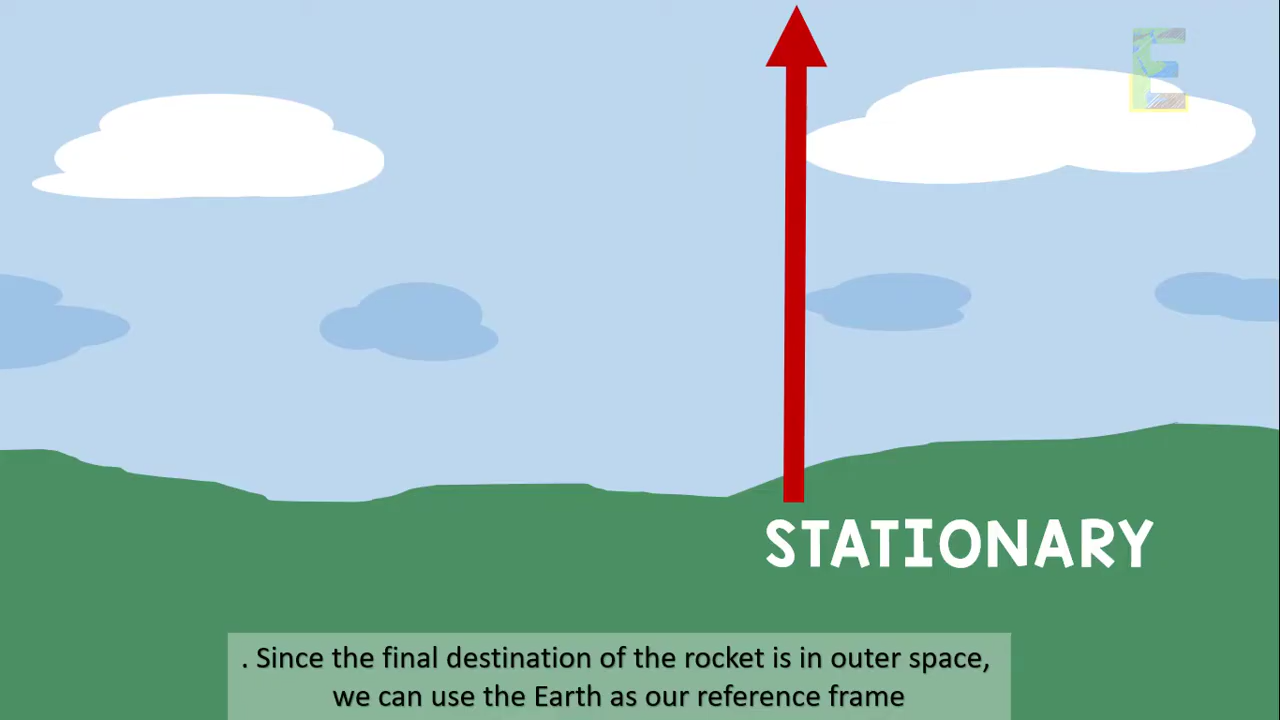 E
STATIONARY
. Since the final destination of the rocket is in outer space,
we can use the Earth as our reference frame